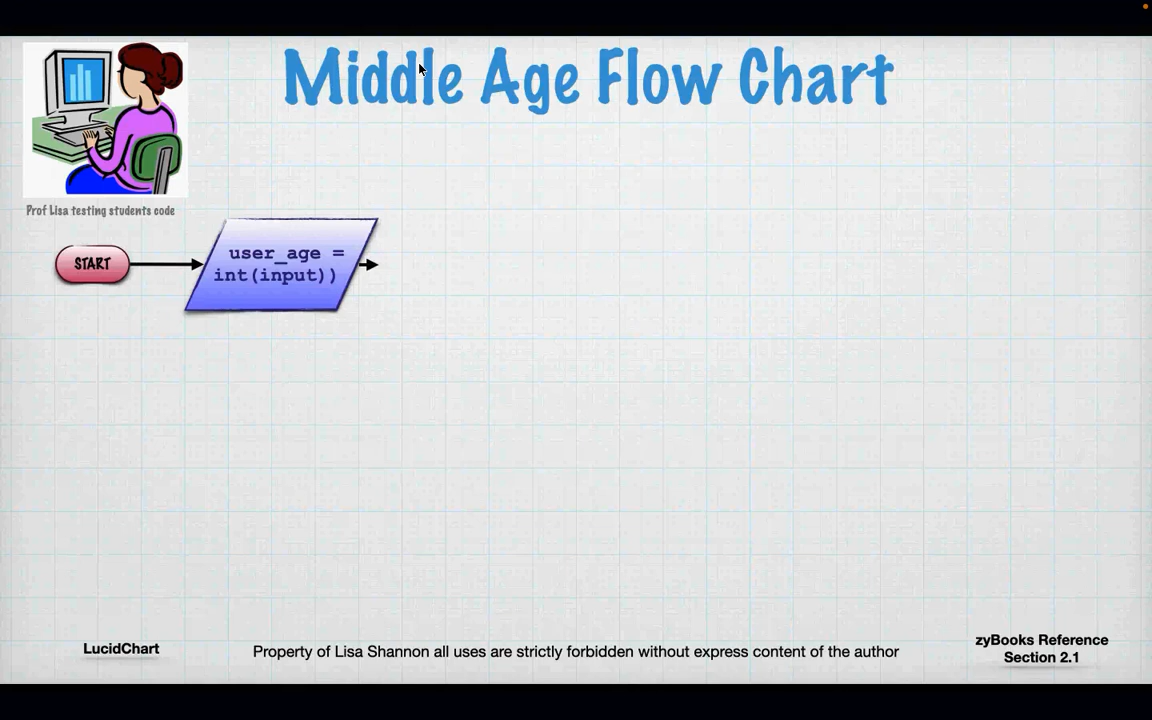 Middle Age Flow Chart
Prof Lisa testing students code
START
user_age =
int(input))
LucidChart
Property of Lisa Shannon all uses are strictly forbidden without express content of the author
zyBooks Reference
Section 2.1